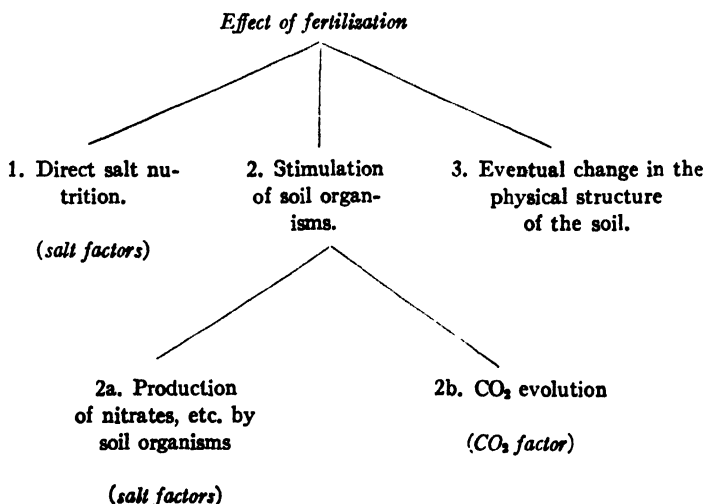 Effect of fertilization
1. Direct salt nu-
trition.
(salt factors)
2. Stimulation
of soil organ-
isms.
3. Eventual change in the
physical structure
of the soil.
2a. Production
of nitrates, etc. by
soil organisms
(salt factors)
2b. CO₂ evolution
(CO₂ factor)